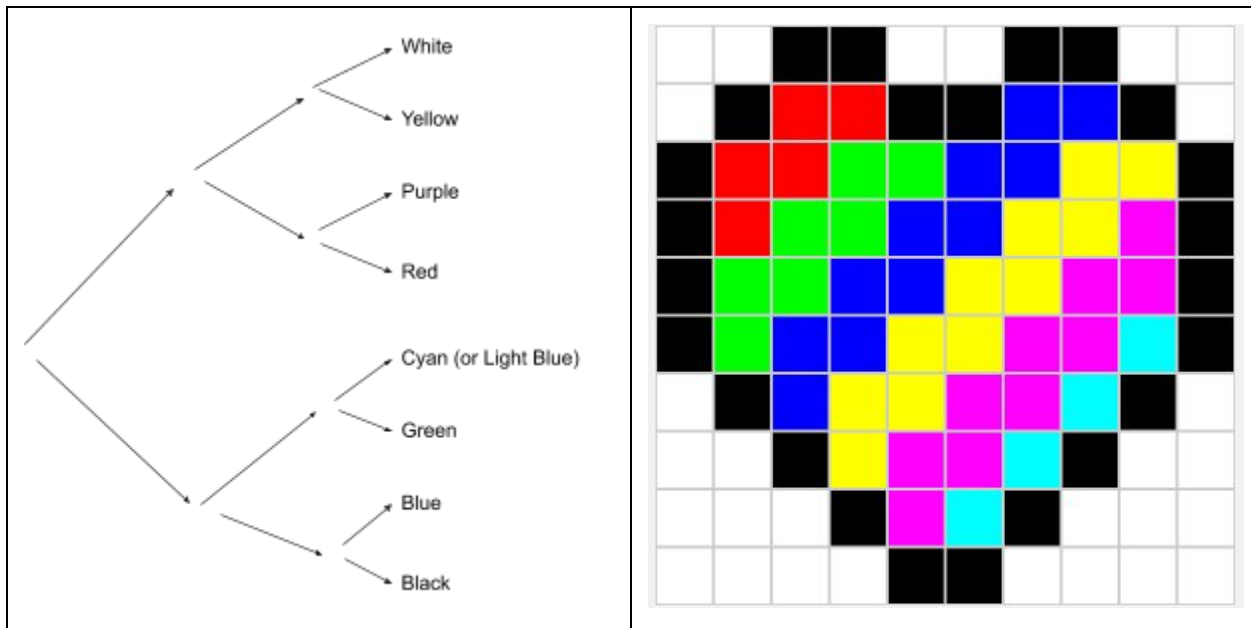 White
Yellow
Purple
Red
Cyan (or Light Blue)
Green
Blue
Black